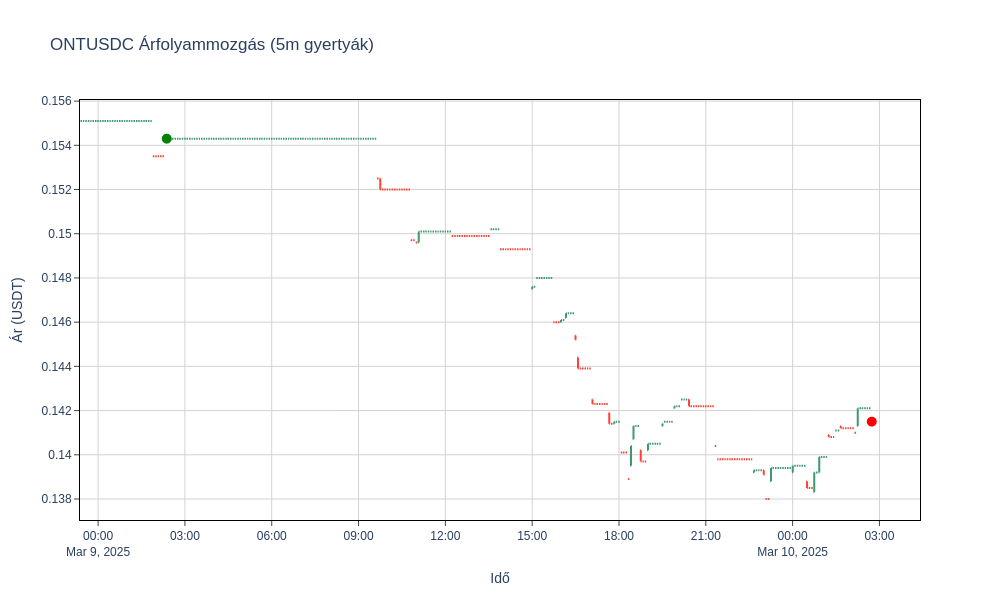 ONTUSDC Árfolyammozgás (5m gyertyák)
0.156
0.154
0.152
0.15
0.148
0.146
0.144
0.142
0.14
0.138
Ár (USDT)
00:00 03:00 06:00 09:00 12:00 15:00 18:00 21:00 00:00 03:00
Mar 9, 2025 Mar 10, 2025
Idő